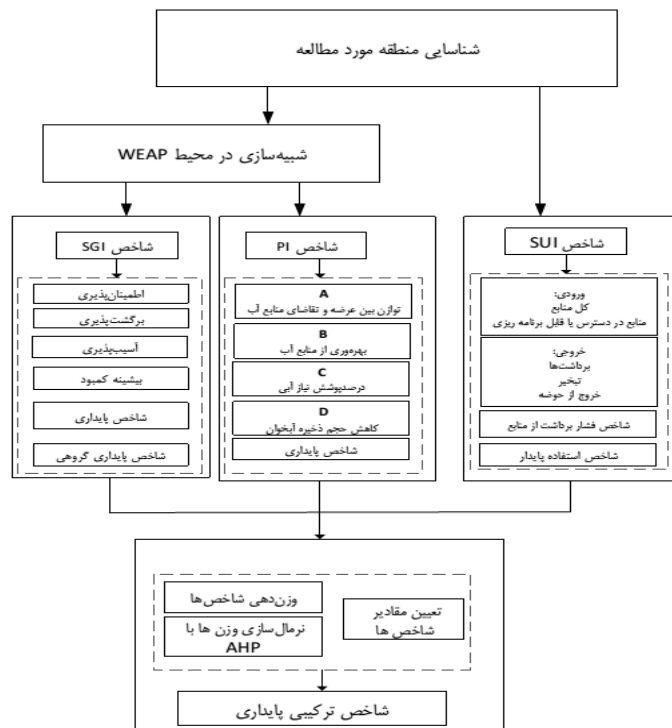 شناسایی منطقه مورد مطالعه
شبیه‌سازی در محیط WEAP
شاخص SUI
ورودی:
کل منابع
منابع در دسترس یا قابل برنامه ریزی
خروجی:
برداشت‌ها
تبخیر
خروج از حوضه
شاخص فشار برداشت از منابع
شاخص استفاده پایدار
شاخص PI
A
توازن بین عرضه و تقاضای منابع آب
B
بهره‌وری از منابع آب
C
درصدپوشش نیاز آبی
D
کاهش حجم ذخیره آبخوان
شاخص پایداری
شاخص SGI
اطمینان‌پذیری
برگشت‌پذیری
آسیب‌پذیری
بیشینه کمبود
شاخص پایداری
شاخص پایداری گروهی
تعیین مقادیر
شاخص ها
وزن‌دهی شاخص‌ها
نرمال‌سازی وزن ها با
AHP
شاخص ترکیبی پایداری